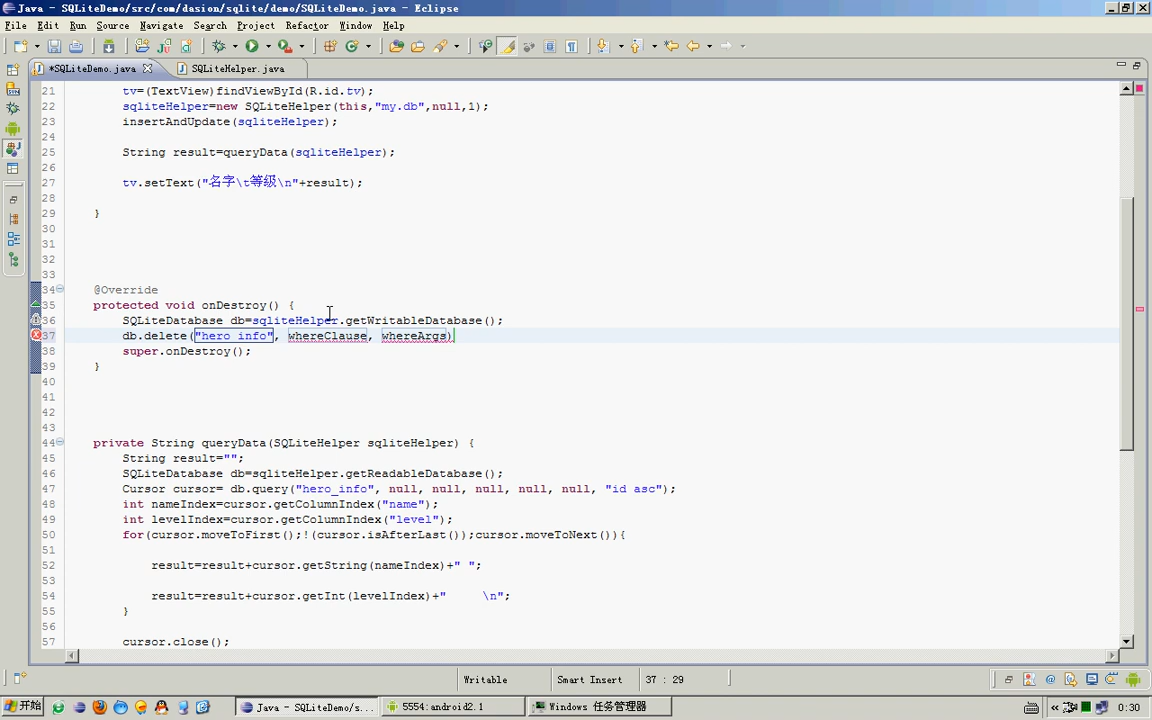 Java - SQLiteDemo/src/com/dasion/sqlite/demo/SQLiteDemo.java - Eclipse
File Edit Run Source Navigate Search Project Refactor Window Help
*SQLiteDemo.java SQLiteHelper.java
21 tv=(TextView)findViewById(R.id.tv);
22 sqliteHelper=new SQLiteHelper(this,"my.db",null,1);
23 insertAndUpdate(sqliteHelper);
24
25 String result=queryData(sqliteHelper);
26
27 tv.setText("名字\t等级\n"+result);
28
29 }
30
31
32
33
34 @Override
35 protected void onDestroy() {
36 SQLiteDatabase db=sqliteHelper.getWritableDatabase();
37 db.delete("hero_info", whereClause, whereArgs)
38 super.onDestroy();
39 }
40
41
42
43
44 private String queryData(SQLiteHelper sqliteHelper) {
45 String result="";
46 SQLiteDatabase db=sqliteHelper.getReadableDatabase();
47 Cursor cursor= db.query("hero_info", null, null, null, null, null, "id asc");
48 int nameIndex=cursor.getColumnIndex("name");
49 int levelIndex=cursor.getColumnIndex("level");
50 for(cursor.moveToFirst();!(cursor.isAfterLast());cursor.moveToNext()){
51
52 result=result+cursor.getString(nameIndex)+" ";
53
54 result=result+cursor.getInt(levelIndex)+" \n";
55 }
56
57 cursor.close();
Writable Smart Insert 37 : 29
开始 Java - SQLiteDemo/s... 5554:android2.1 Windows 任务管理器 0:30